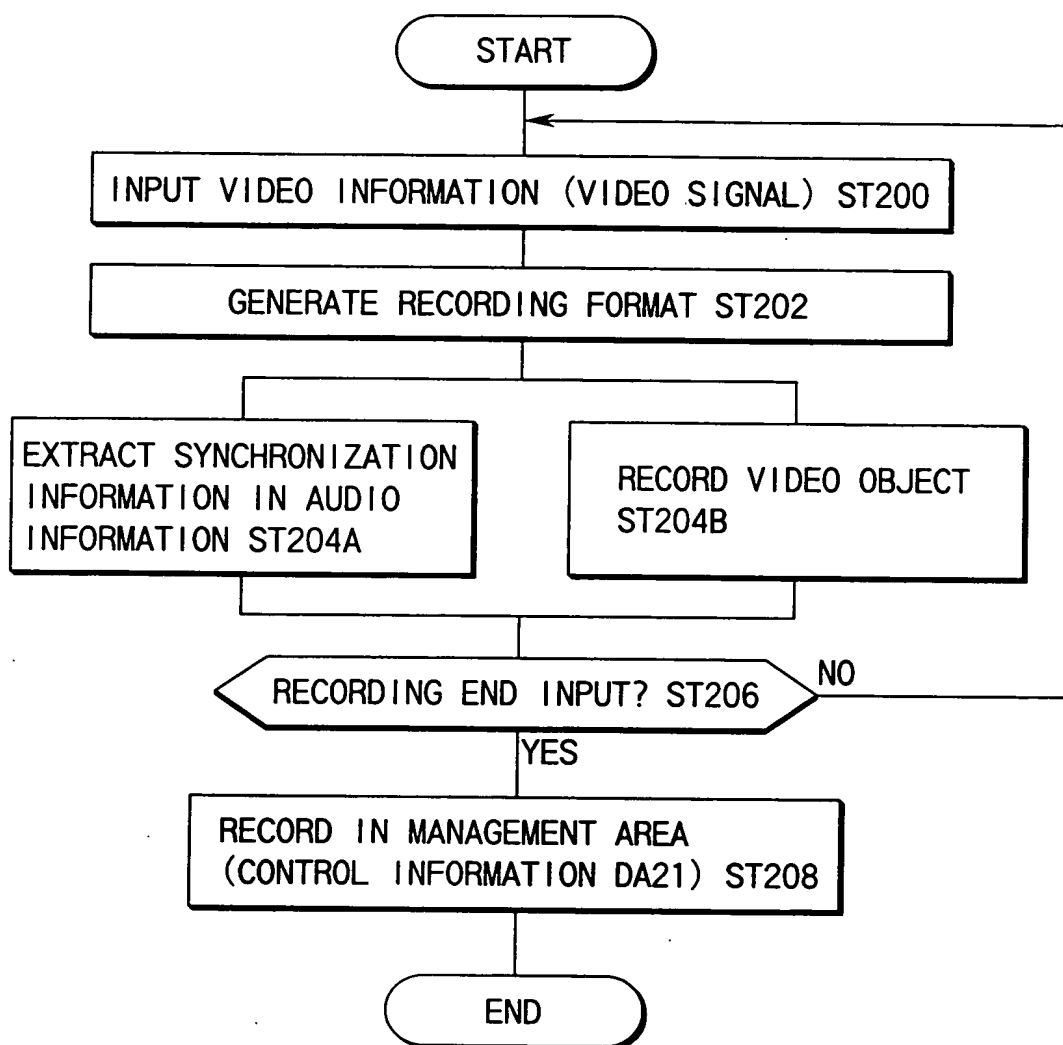 START
INPUT VIDEO INFORMATION (VIDEO SIGNAL) ST200
GENERATE RECORDING FORMAT ST202
EXTRACT SYNCHRONIZATION
INFORMATION IN AUDIO
INFORMATION ST204A
RECORD VIDEO OBJECT
ST204B
RECORDING END INPUT? ST206
NO
YES
RECORD IN MANAGEMENT AREA
(CONTROL INFORMATION DA21) ST208
END